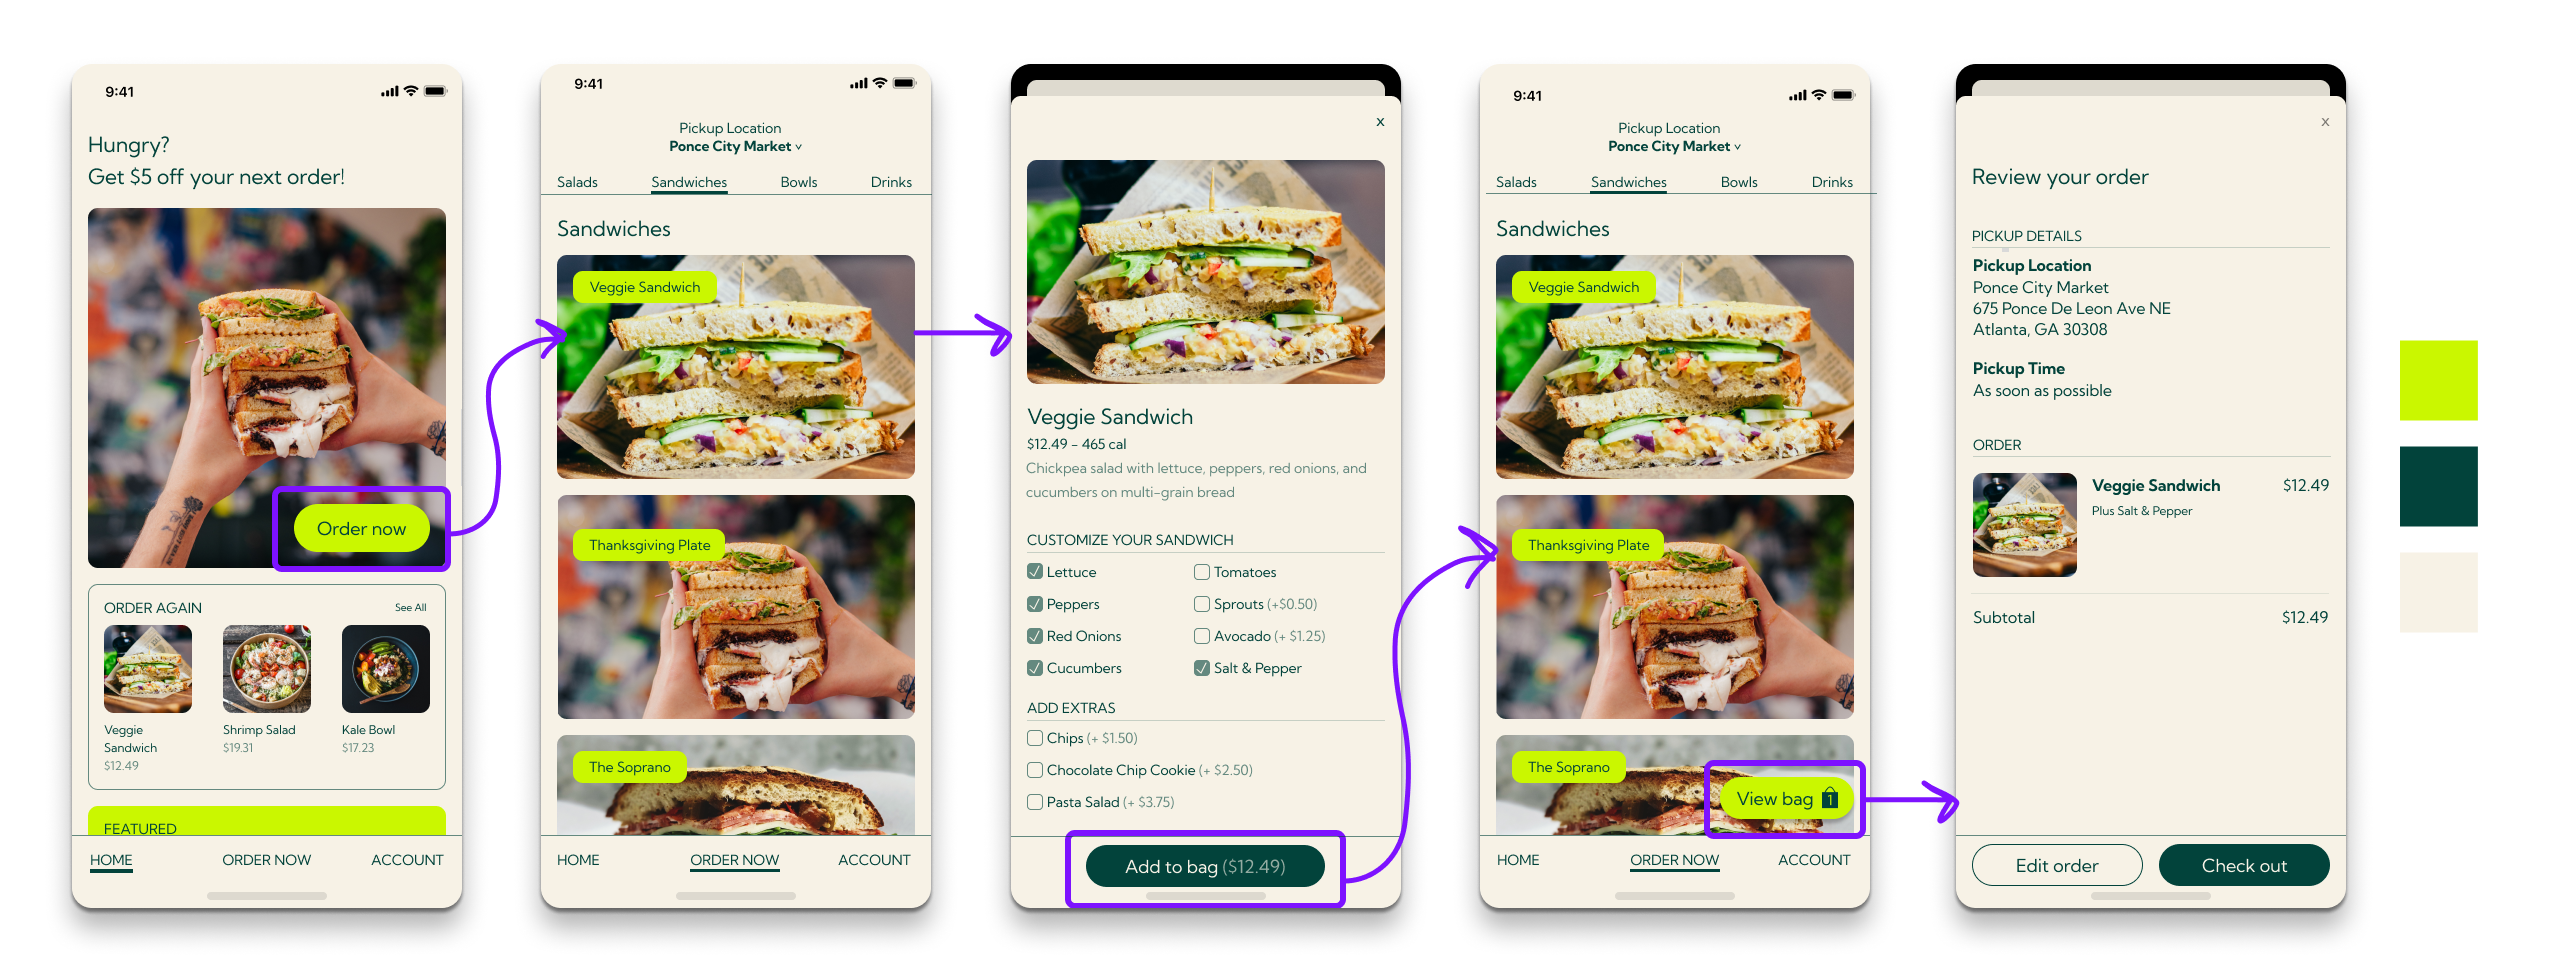 9:41
Hungry?
Get $5 off your next order!
Order now
ORDER AGAIN
See All
Veggie Sandwich
$12.49
Shrimp Salad
$19.31
Kale Bowl
$17.23
FEATURED
HOME
ORDER NOW
ACCOUNT
9:41
Pickup Location
Ponce City Market v
Salads
Sandwiches
Bowls
Drinks
Sandwiches
Veggie Sandwich
Thanksgiving Plate
The Soprano
HOME
ORDER NOW
ACCOUNT
x
Veggie Sandwich
$12.49 - 465 cal
Chickpea salad with lettuce, peppers, red onions, and
cucumbers on multi-grain bread
CUSTOMIZE YOUR SANDWICH
Lettuce
Tomatoes
Peppers
Sprouts (+$0.50)
Red Onions
Avocado (+ $1.25)
Cucumbers
Salt & Pepper
ADD EXTRAS
Chips (+ $1.50)
Chocolate Chip Cookie (+ $2.50)
Pasta Salad (+ $3.75)
Add to bag ($12.49)
9:41
Pickup Location
Ponce City Market v
Salads
Sandwiches
Bowls
Drinks
Sandwiches
Veggie Sandwich
Thanksgiving Plate
The Soprano
View bag 1
HOME
ORDER NOW
ACCOUNT
x
Review your order
PICKUP DETAILS
Pickup Location
Ponce City Market
675 Ponce De Leon Ave NE
Atlanta, GA 30308
Pickup Time
As soon as possible
ORDER
Veggie Sandwich
$12.49
Plus Salt & Pepper
Subtotal
$12.49
Edit order
Check out